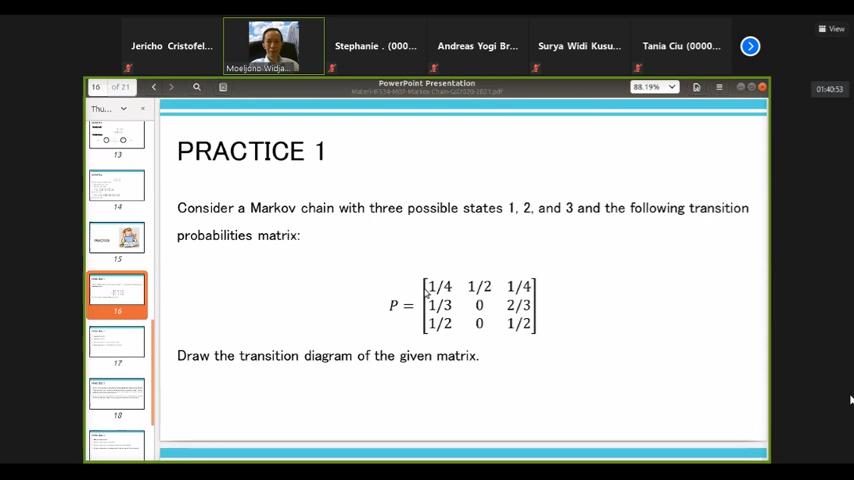 View
Jericho Cristofel...
Moeljono Widja...
Stephanie . (000...
Andreas Yogi Br...
Surya Widi Kusu...
Tania Ciu (0000...
PowerPoint Presentation
16 of 21
88.19%
01:40:53
Thu...
13
14
PRACTICE
15
16
17
18
PRACTICE 1
Consider a Markov chain with three possible states 1, 2, and 3 and the following transition
probabilities matrix:
P = [1/4 1/2 1/4
1/3 0 2/3
1/2 0 1/2]
Draw the transition diagram of the given matrix.